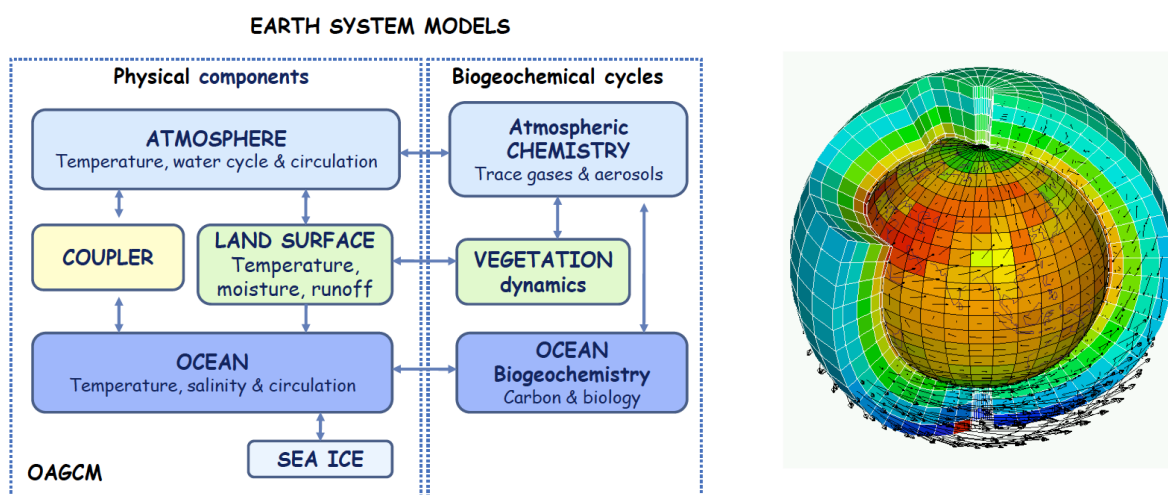 EARTH SYSTEM MODELS
Physical components
Biogeochemical cycles
ATMOSPHERE
Temperature, water cycle & circulation
Atmospheric
CHEMISTRY
Trace gases & aerosols
COUPLER
LAND SURFACE
Temperature,
moisture, runoff
VEGETATION
dynamics
OCEAN
Temperature, salinity & circulation
OCEAN
Biogeochemistry
Carbon & biology
SEA ICE
OAGCM